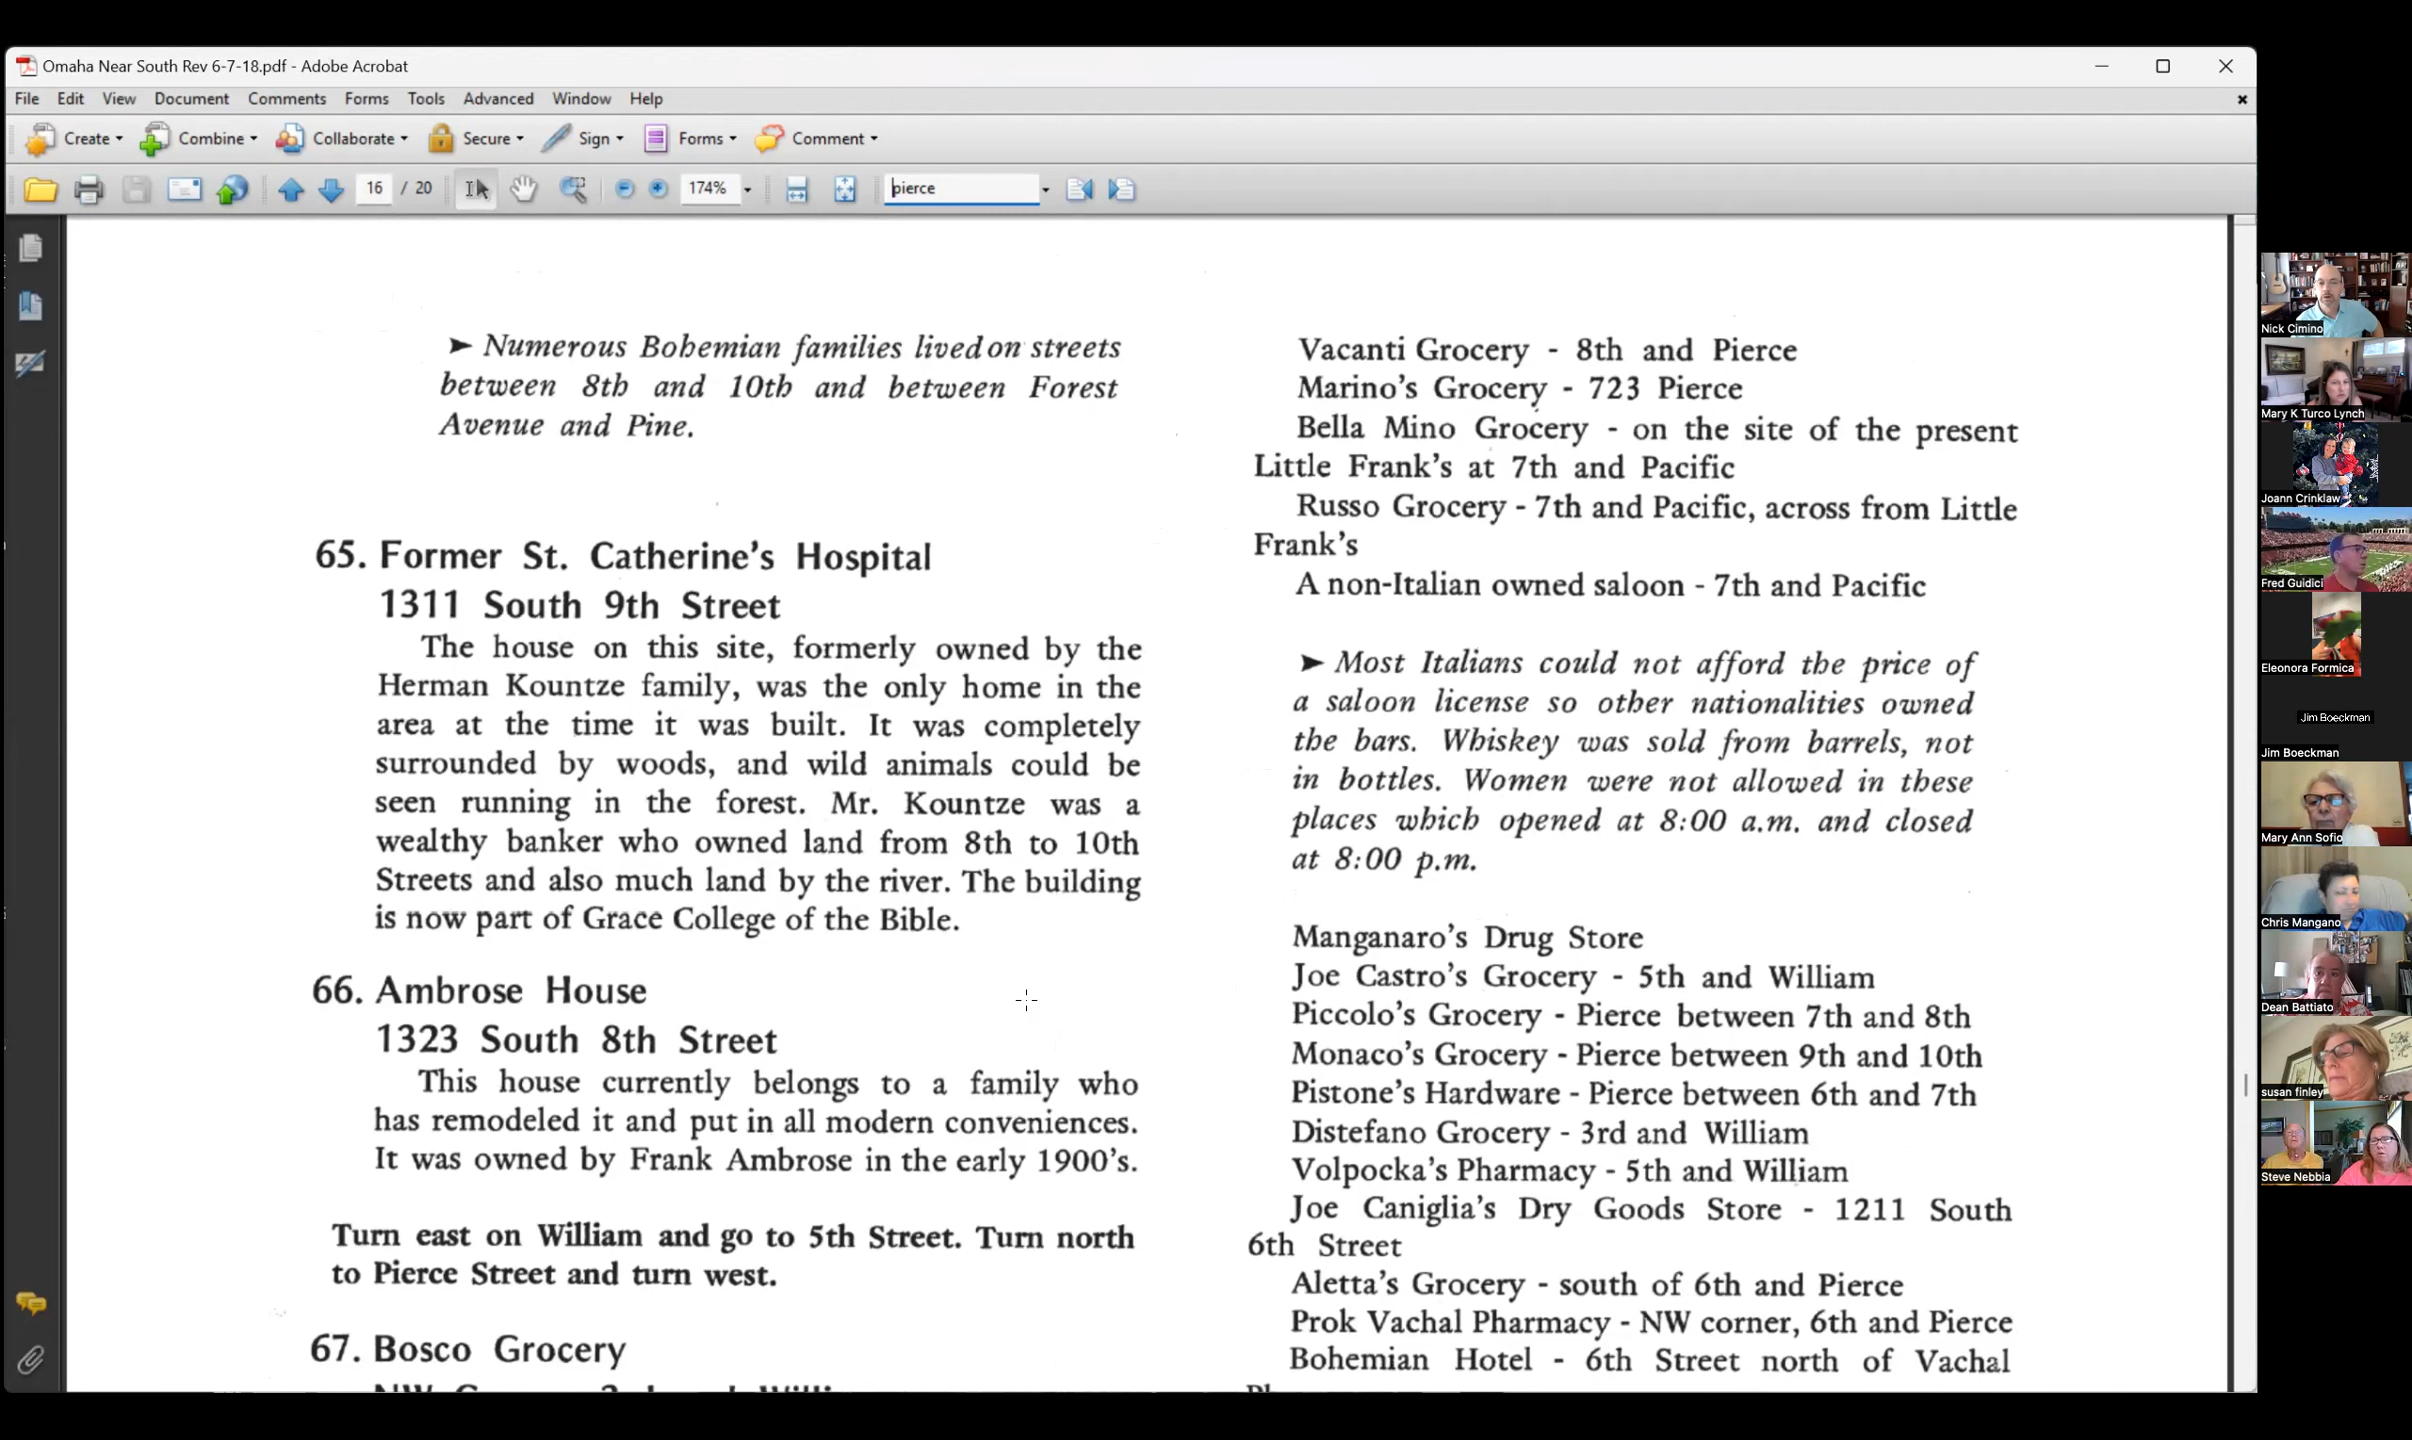 Omaha Near South Rev 6-7-18.pdf - Adobe Acrobat
File Edit View Document Comments Forms Tools Advanced Window Help
Create Combine Collaborate Secure Sign Forms Comment
16 / 20 174% pierce
➤ Numerous Bohemian families lived on streets
between 8th and 10th and between Forest
Avenue and Pine.
65. Former St. Catherine's Hospital
1311 South 9th Street
The house on this site, formerly owned by the
Herman Kountze family, was the only home in the
area at the time it was built. It was completely
surrounded by woods, and wild animals could be
seen running in the forest. Mr. Kountze was a
wealthy banker who owned land from 8th to 10th
Streets and also much land by the river. The building
is now part of Grace College of the Bible.
66. Ambrose House
1323 South 8th Street
This house currently belongs to a family who
has remodeled it and put in all modern conveniences.
It was owned by Frank Ambrose in the early 1900's.
Turn east on William and go to 5th Street. Turn north
to Pierce Street and turn west.
67. Bosco Grocery
Vacanti Grocery - 8th and Pierce
Marino's Grocery - 723 Pierce
Bella Mino Grocery - on the site of the present
Little Frank's at 7th and Pacific
Russo Grocery - 7th and Pacific, across from Little
Frank's
A non-Italian owned saloon - 7th and Pacific
➤ Most Italians could not afford the price of
a saloon license so other nationalities owned
the bars. Whiskey was sold from barrels, not
in bottles. Women were not allowed in these
places which opened at 8:00 a.m. and closed
at 8:00 p.m.
Manganaro's Drug Store
Joe Castro's Grocery - 5th and William
Piccolo's Grocery - Pierce between 7th and 8th
Monaco's Grocery - Pierce between 9th and 10th
Pistone's Hardware - Pierce between 6th and 7th
Distefano Grocery - 3rd and William
Volpocka's Pharmacy - 5th and William
Joe Caniglia's Dry Goods Store - 1211 South
6th Street
Aletta's Grocery - south of 6th and Pierce
Prok Vachal Pharmacy - NW corner, 6th and Pierce
Bohemian Hotel - 6th Street north of Vachal
Nick Cimino
Mary K Turco Lynch
Joann Crinklaw
Fred Guidici
Eleonora Formica
Jim Boeckman
Jim Boeckman
Mary Ann Sofio
Chris Mangano
Dean Battiato
susan finley
Steve Nebbia